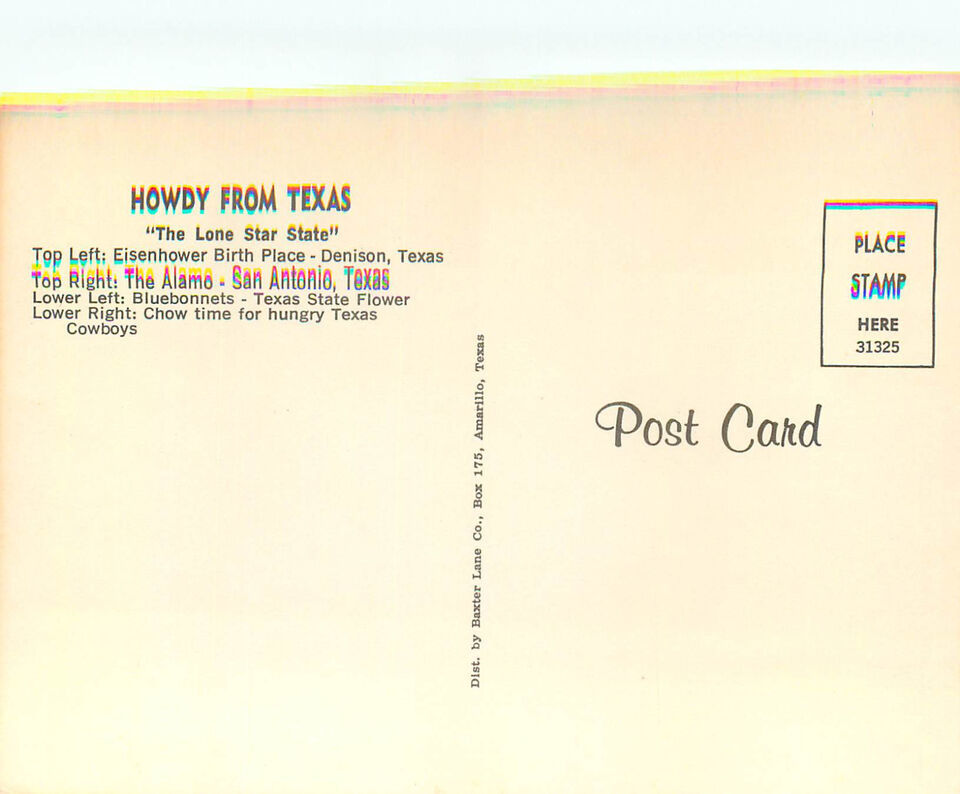 HOWDY FROM TEXAS
"The Lone Star State"
Top Left: Eisenhower Birth Place - Denison, Texas
Top Right: The Alamo - San Antonio, Texas
Lower Left: Bluebonnets - Texas State Flower
Lower Right: Chow time for hungry Texas
Cowboys
Dist. by Baxter Lane Co., Box 175, Amarillo, Texas
PLACE
STAMP
HERE
31325
Post Card